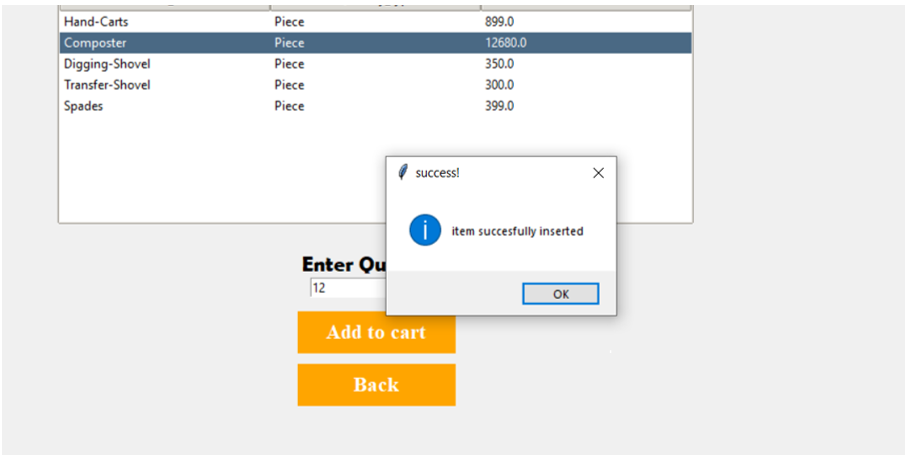 Hand-Carts Piece 899.0
Composter Piece 12680.0
Digging-Shovel Piece 350.0
Transfer-Shovel Piece 300.0
Spades Piece 399.0
success!
item succesfully inserted
OK
Enter Qu
12
Add to cart
Back